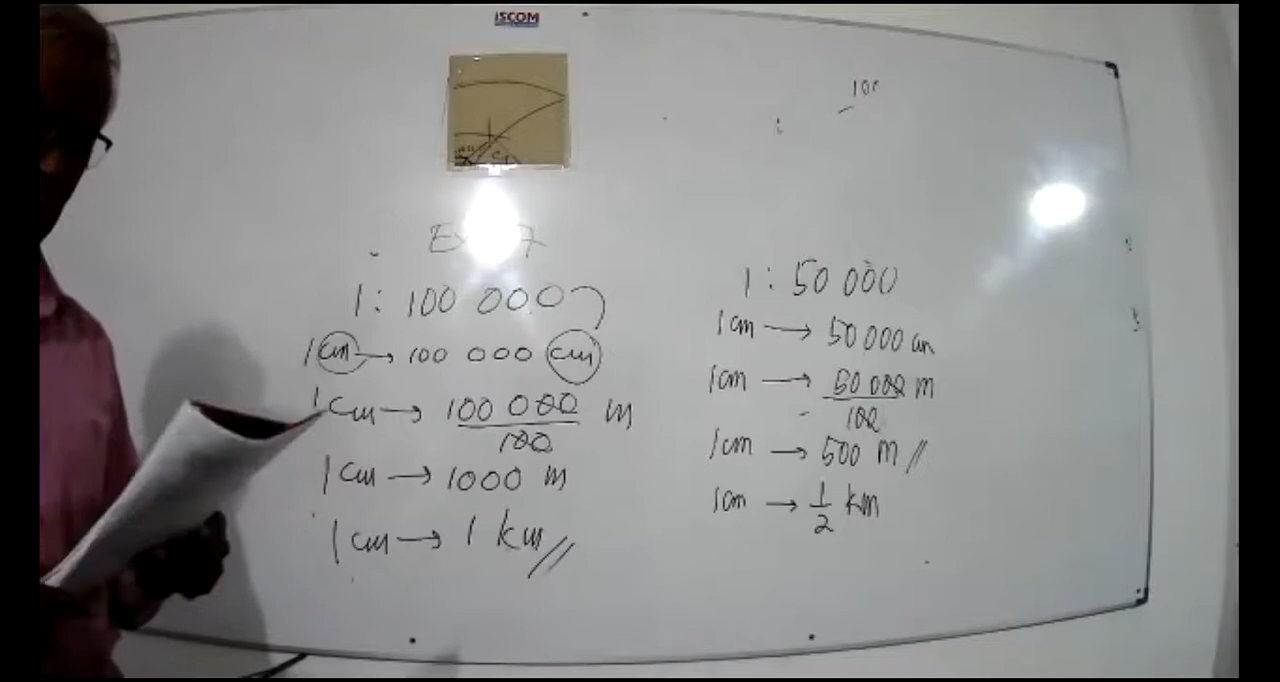 ISCOM
100
1 : 100 000
1 cm → 100 000 cm
1 cm → 100 000 / 100 m
1 cm → 1000 m
1 cm → 1 km //
1 : 50 000
1 cm → 50 000 cm
1 cm → 50 000 / 100 m
1 cm → 500 m //
1 cm → 1/2 km